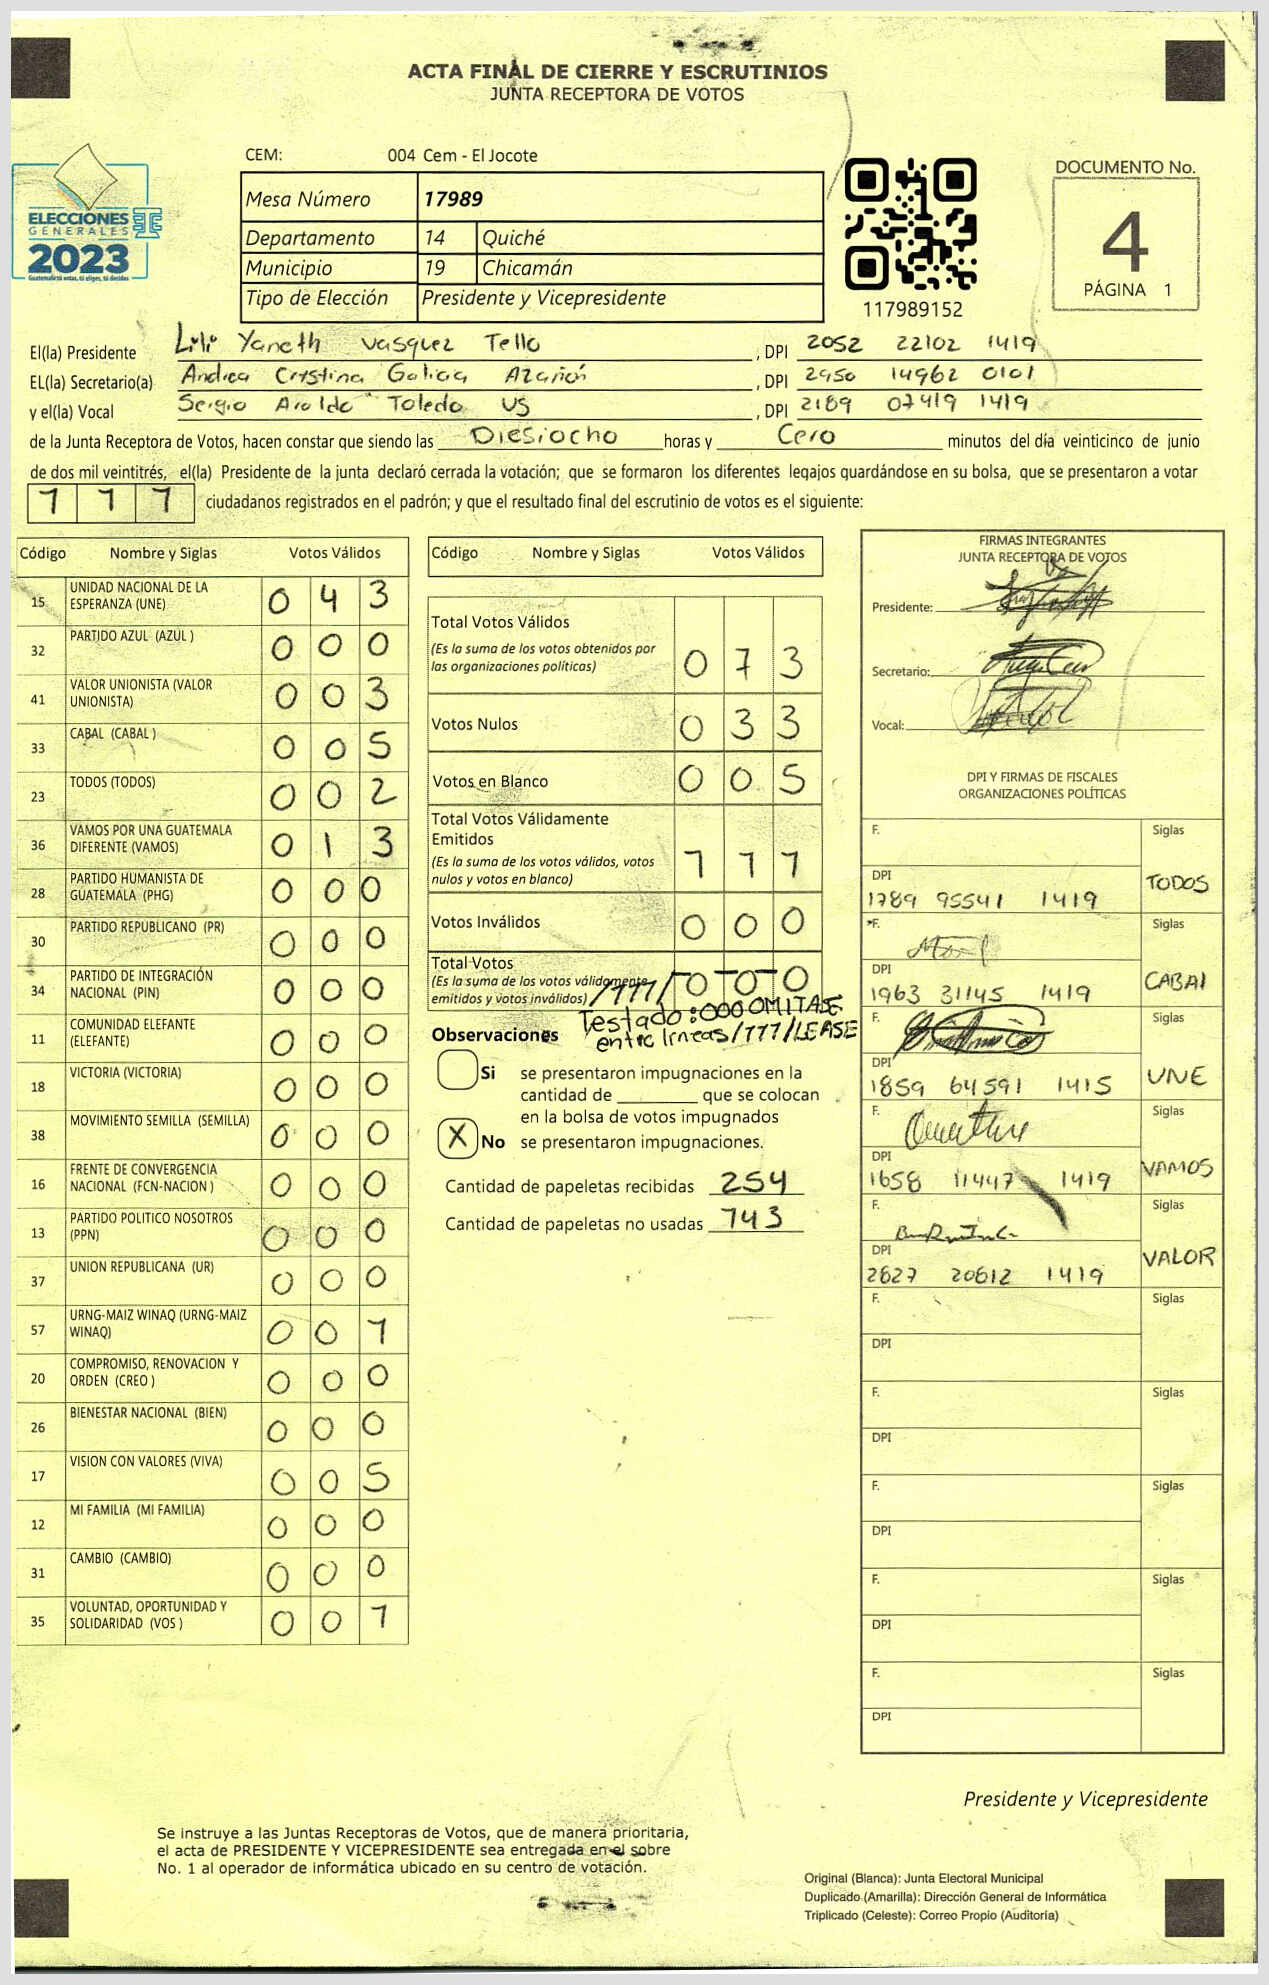 ACTA FINAL DE CIERRE Y ESCRUTINIOS
JUNTA RECEPTORA DE VOTOS
CEM: 004 Cem - El Jocote
ELECCIONES
GENERALES
2023
Mesa Número 17989
Departamento 14 Quiché
Municipio 19 Chicamán
Tipo de Elección Presidente y Vicepresidente
117989152
DOCUMENTO No.
4
PÁGINA 1
El(la) Presidente Lili Yaneth Vasquez Tello, DPI 2052 22102 1419
EL(la) Secretario(a) Andrea Crystina Galicia Azañón, DPI 2950 14962 0101
y el(la) Vocal Sergio Aroldo Toledo US, DPI 2189 07419 1419
de la Junta Receptora de Votos, hacen constar que siendo las Diesiocho horas y Cero minutos del día veinticinco de junio
de dos mil veintitrés, el(la) Presidente de la junta declaró cerrada la votación; que se formaron los diferentes legajos guardándose en su bolsa, que se presentaron a votar
1 1 1 ciudadanos registrados en el padrón; y que el resultado final del escrutinio de votos es el siguiente:
Código Nombre y Siglas Votos Válidos
15 UNIDAD NACIONAL DE LA ESPERANZA (UNE) 0 4 3
32 PARTIDO AZUL (AZUL ) 0 0 0
41 VALOR UNIONISTA (VALOR UNIONISTA) 0 0 3
33 CABAL (CABAL ) 0 0 5
23 TODOS (TODOS) 0 0 2
36 VAMOS POR UNA GUATEMALA DIFERENTE (VAMOS) 0 1 3
28 PARTIDO HUMANISTA DE GUATEMALA (PHG) 0 0 0
30 PARTIDO REPUBLICANO (PR) 0 0 0
34 PARTIDO DE INTEGRACIÓN NACIONAL (PIN) 0 0 0
11 COMUNIDAD ELEFANTE (ELEFANTE) 0 0 0
18 VICTORIA (VICTORIA) 0 0 0
38 MOVIMIENTO SEMILLA (SEMILLA) 0 0 0
16 FRENTE DE CONVERGENCIA NACIONAL (FCN-NACION ) 0 0 0
13 PARTIDO POLITICO NOSOTROS (PPN) 0 0 0
37 UNION REPUBLICANA (UR) 0 0 0
57 URNG-MAIZ WINAQ (URNG-MAIZ WINAQ) 0 0 1
20 COMPROMISO, RENOVACION Y ORDEN (CREO ) 0 0 0
26 BIENESTAR NACIONAL (BIEN) 0 0 0
17 VISION CON VALORES (VIVA) 0 0 5
12 MI FAMILIA (MI FAMILIA) 0 0 0
31 CAMBIO (CAMBIO) 0 0 0
35 VOLUNTAD, OPORTUNIDAD Y SOLIDARIDAD (VOS ) 0 0 1
Código Nombre y Siglas Votos Válidos
Total Votos Válidos
(Es la suma de los votos obtenidos por
las organizaciones políticas) 0 7 3
Votos Nulos 0 3 3
Votos en Blanco 0 0 5
Total Votos Válidamente
Emitidos
(Es la suma de los votos válidos, votos
nulos y votos en blanco) 1 1 1
Votos Inválidos 0 0 0
Total Votos
(Es la suma de los votos válidamente
emitidos y votos inválidos) /111/ -0-0-0
Testado: 000 OMITASE
entre lineas/111/LEASE
Observaciones
Si se presentaron impugnaciones en la
cantidad de ________ que se colocan
en la bolsa de votos impugnados
X No se presentaron impugnaciones.
Cantidad de papeletas recibidas 254
Cantidad de papeletas no usadas 143
FIRMAS INTEGRANTES
JUNTA RECEPTORA DE VOTOS
Presidente:
Secretario:
Vocal:
DPI Y FIRMAS DE FISCALES
ORGANIZACIONES POLÍTICAS
F. Siglas
DPI
1789 95541 1419 TODOS
F. Siglas
DPI
1963 31145 1419 CABAl
F. Siglas
DPI
1859 64591 1415 UNE
F. Siglas
DPI
1658 11447 1419 VAMOS
F. Siglas
DPI
2627 20612 1419 VALOR
F. Siglas
DPI
F. Siglas
DPI
F. Siglas
DPI
F. Siglas
DPI
F. Siglas
DPI
Presidente y Vicepresidente
Se instruye a las Juntas Receptoras de Votos, que de manera prioritaria,
el acta de PRESIDENTE Y VICEPRESIDENTE sea entregada en el sobre
No. 1 al operador de informática ubicado en su centro de votación.
Original (Blanca): Junta Electoral Municipal
Duplicado (Amarilla): Dirección General de Informática
Triplicado (Celeste): Correo Propio (Auditoría)